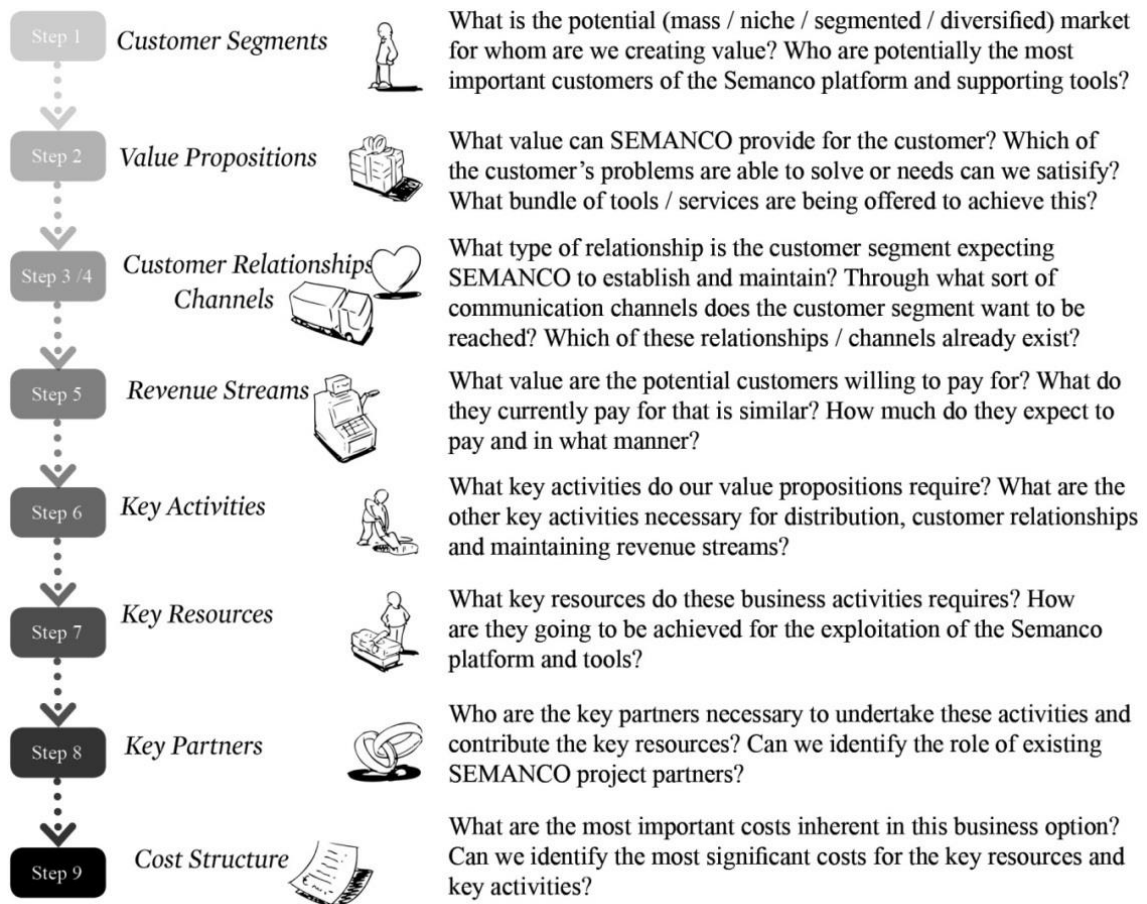 Step 1
Customer Segments
What is the potential (mass / niche / segmented / diversified) market
for whom are we creating value? Who are potentially the most
important customers of the Semanco platform and supporting tools?
Step 2
Value Propositions
What value can SEMANCO provide for the customer? Which of
the customer's problems are able to solve or needs can we satisify?
What bundle of tools / services are being offered to achieve this?
Step 3 /4
Customer Relationships
Channels
What type of relationship is the customer segment expecting
SEMANCO to establish and maintain? Through what sort of
communication channels does the customer segment want to be
reached? Which of these relationships / channels already exist?
Step 5
Revenue Streams
What value are the potential customers willing to pay for? What do
they currently pay for that is similar? How much do they expect to
pay and in what manner?
Step 6
Key Activities
What key activities do our value propositions require? What are the
other key activities necessary for distribution, customer relationships
and maintaining revenue streams?
Step 7
Key Resources
What key resources do these business activities requires? How
are they going to be achieved for the exploitation of the Semanco
platform and tools?
Step 8
Key Partners
Who are the key partners necessary to undertake these activities and
contribute the key resources? Can we identify the role of existing
SEMANCO project partners?
Step 9
Cost Structure
What are the most important costs inherent in this business option?
Can we identify the most significant costs for the key resources and
key activities?